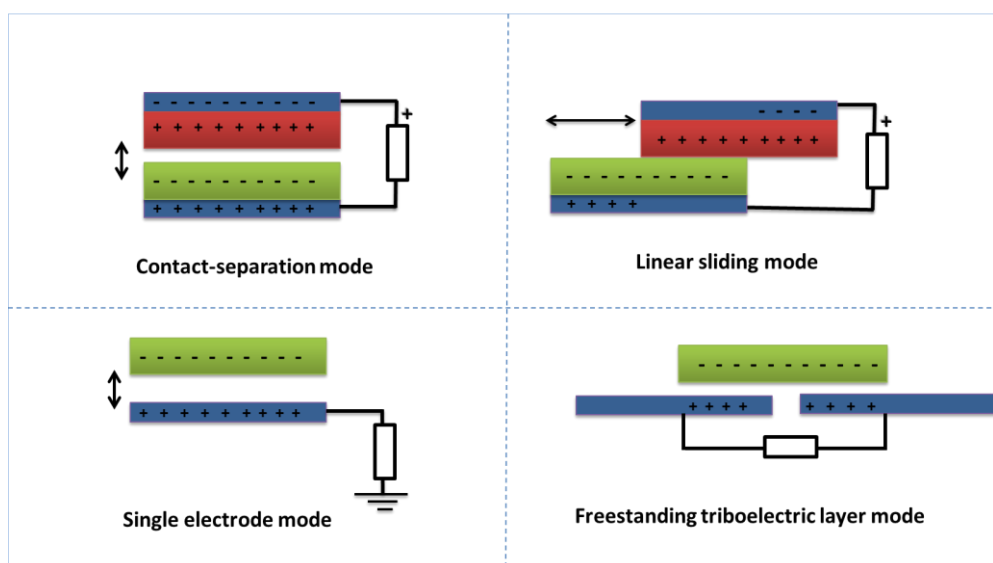 - - - - - - - - - -
+ + + + + + + + +
- - - - - - - - - -
+ + + + + + + + +
+
Contact-separation mode
- - - -
+ + + + + + + + +
- - - - - - - - - -
+ + + +
+
Linear sliding mode
- - - - - - - - - -
+ + + + + + + + +
Single electrode mode
- - - - - - - - - - -
+ + + + + + + +
Freestanding triboelectric layer mode